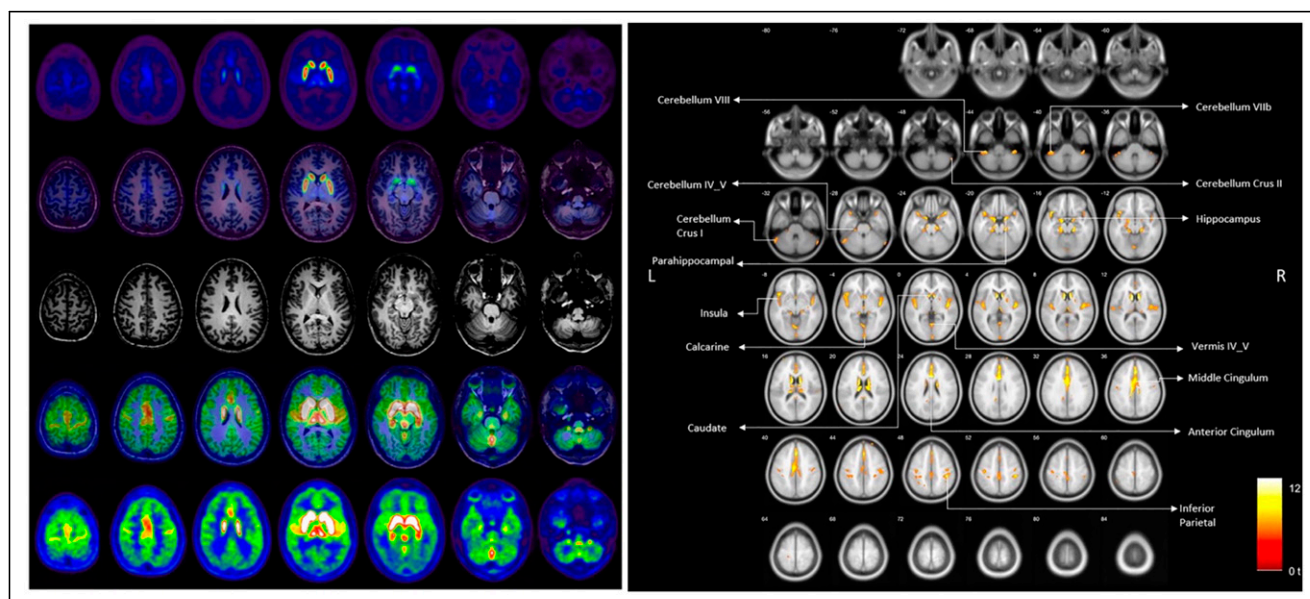 -80 -76 -72 -68 -64 -60
Cerebellum VIII
Cerebellum VIIb
-56 -52 -48 -44 -40 -36
Cerebellum IV_V
Cerebellum Crus II
-32 -28 -24 -20 -16 -12
Cerebellum
Crus I
Hippocampus
Parahippocampal
L
R
-8 -4 0 4 8 12
Insula
Calcarine
Vermis IV_V
16 20 24 28 32 36
Middle Cingulum
Caudate
Anterior Cingulum
40 44 48 52 56 60
12
Inferior
Parietal
64 68 72 76 80 84
0 t